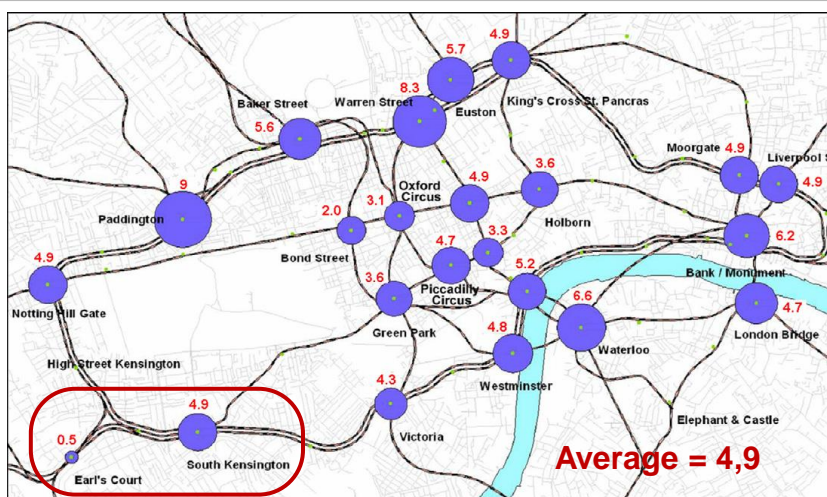 4.9
5.7
8.3
Baker Street
Warren Street
Euston
King's Cross St. Pancras
5.6
Moorgate
4.9
Liverpool S
4.9
9
Paddington
Oxford
Circus
4.9
3.6
3.1
2.0
Holborn
Bond Street
3.3
6.2
4.9
4.7
5.2
Bank / Monument
Notting Hill Gate
3.6
Piccadilly
Circus
6.6
4.7
Green Park
4.8
London Bridge
Waterloo
High Street Kensington
Westminster
4.3
4.9
Elephant & Castle
0.5
Victoria
South Kensington
Earl's Court
Average = 4,9